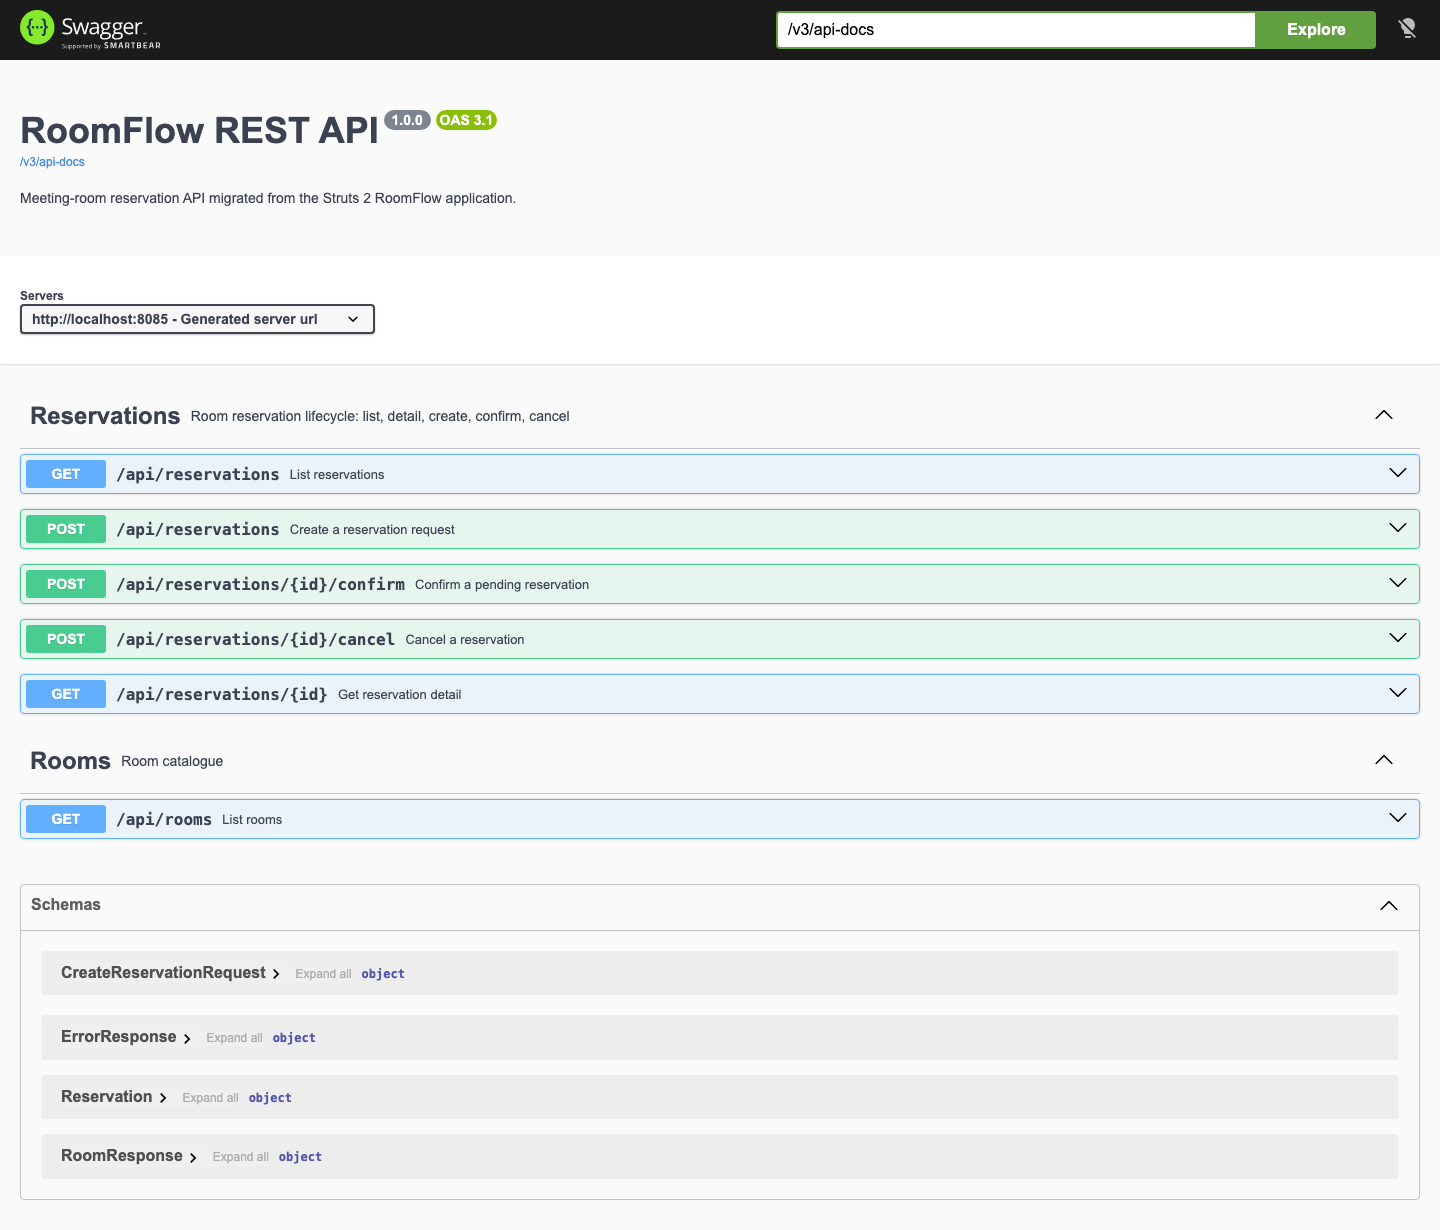 Swagger
Supported by SMARTBEAR
/v3/api-docs
Explore
RoomFlow REST API 1.0.0 OAS 3.1
/v3/api-docs
Meeting-room reservation API migrated from the Struts 2 RoomFlow application.
Servers
http://localhost:8085 - Generated server url
Reservations Room reservation lifecycle: list, detail, create, confirm, cancel
GET /api/reservations List reservations
POST /api/reservations Create a reservation request
POST /api/reservations/{id}/confirm Confirm a pending reservation
POST /api/reservations/{id}/cancel Cancel a reservation
GET /api/reservations/{id} Get reservation detail
Rooms Room catalogue
GET /api/rooms List rooms
Schemas
CreateReservationRequest Expand all object
ErrorResponse Expand all object
Reservation Expand all object
RoomResponse Expand all object